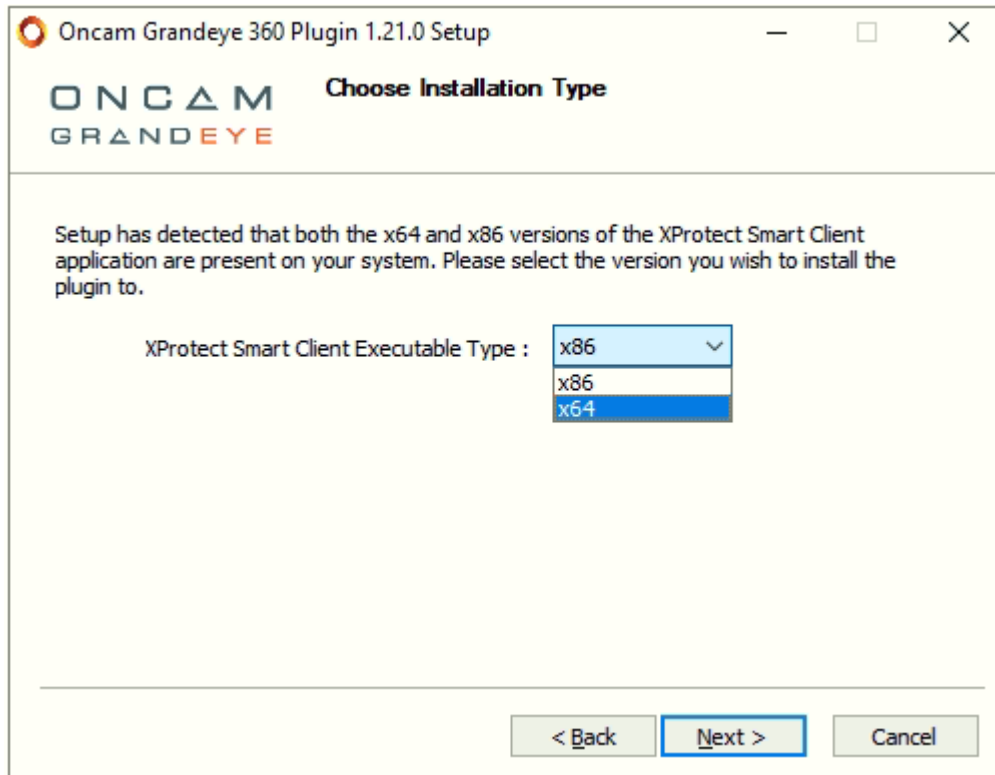 Oncam Grandeye 360 Plugin 1.21.0 Setup
ONCAM
GRANDEYE
Choose Installation Type
Setup has detected that both the x64 and x86 versions of the XProtect Smart Client
application are present on your system. Please select the version you wish to install the
plugin to.
XProtect Smart Client Executable Type : x86
x86
x64
< Back Next > Cancel